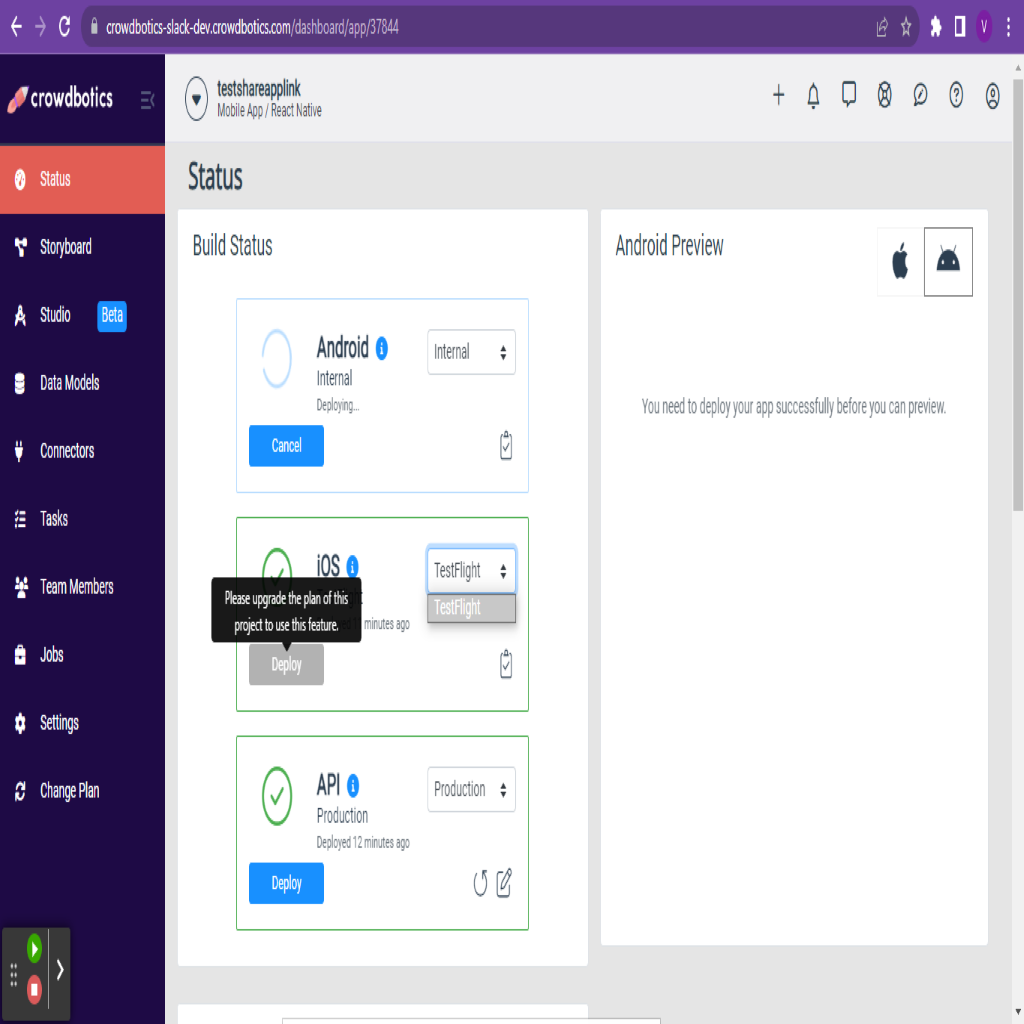 crowdbotics-slack-dev.crowdbotics.com/dashboard/app/37844
V
crowdbotics
testshareapplink
Mobile App / React Native
Status
Storyboard
Studio Beta
Data Models
Connectors
Tasks
Team Members
Jobs
Settings
Change Plan
Status
Build Status
Android
Internal
Deploying...
Internal
Cancel
iOS
TestFlight
TestFlight
Please upgrade the plan of this
project to use this feature.
minutes ago
Deploy
API
Production
Deployed 12 minutes ago
Production
Deploy
Android Preview
You need to deploy your app successfully before you can preview.